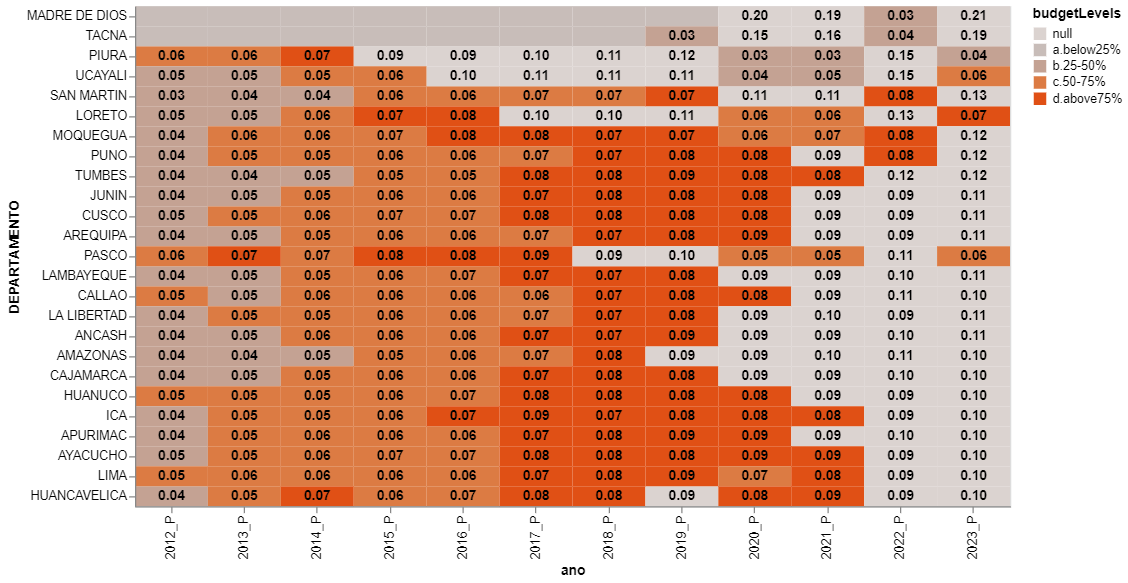 budgetLevels
null
a.below25%
b.25-50%
c.50-75%
d.above75%
DEPARTAMENTO
MADRE DE DIOS 0.20 0.19 0.03 0.21
TACNA 0.03 0.15 0.16 0.04 0.19
PIURA 0.06 0.06 0.07 0.09 0.09 0.10 0.11 0.12 0.03 0.03 0.15 0.04
UCAYALI 0.05 0.05 0.05 0.06 0.10 0.11 0.11 0.11 0.04 0.05 0.15 0.06
SAN MARTIN 0.03 0.04 0.04 0.06 0.06 0.07 0.07 0.07 0.11 0.11 0.08 0.13
LORETO 0.05 0.05 0.06 0.07 0.08 0.10 0.10 0.11 0.06 0.06 0.13 0.07
MOQUEGUA 0.04 0.06 0.06 0.07 0.08 0.08 0.07 0.07 0.06 0.07 0.08 0.12
PUNO 0.04 0.05 0.05 0.06 0.06 0.07 0.07 0.08 0.08 0.09 0.08 0.12
TUMBES 0.04 0.04 0.05 0.05 0.05 0.08 0.08 0.09 0.08 0.08 0.12 0.12
JUNIN 0.04 0.05 0.05 0.06 0.06 0.07 0.08 0.08 0.08 0.09 0.09 0.11
CUSCO 0.05 0.05 0.06 0.07 0.07 0.08 0.08 0.08 0.08 0.09 0.09 0.11
AREQUIPA 0.04 0.05 0.05 0.06 0.06 0.07 0.07 0.08 0.09 0.09 0.09 0.11
PASCO 0.06 0.07 0.07 0.08 0.08 0.09 0.09 0.10 0.05 0.05 0.11 0.06
LAMBAYEQUE 0.04 0.05 0.05 0.06 0.07 0.07 0.07 0.08 0.09 0.09 0.10 0.11
CALLAO 0.05 0.05 0.06 0.06 0.06 0.06 0.07 0.08 0.08 0.09 0.11 0.10
LA LIBERTAD 0.04 0.05 0.05 0.06 0.06 0.07 0.07 0.08 0.09 0.10 0.09 0.11
ANCASH 0.04 0.05 0.06 0.06 0.06 0.07 0.07 0.09 0.09 0.09 0.10 0.11
AMAZONAS 0.04 0.04 0.05 0.05 0.06 0.07 0.08 0.09 0.09 0.10 0.11 0.10
CAJAMARCA 0.04 0.05 0.05 0.06 0.06 0.07 0.08 0.08 0.09 0.09 0.10 0.10
HUANUCO 0.05 0.05 0.05 0.06 0.07 0.08 0.08 0.08 0.08 0.09 0.09 0.10
ICA 0.04 0.05 0.05 0.06 0.07 0.09 0.07 0.08 0.08 0.08 0.09 0.10
APURIMAC 0.04 0.05 0.06 0.06 0.06 0.07 0.08 0.09 0.09 0.09 0.10 0.10
AYACUCHO 0.05 0.05 0.06 0.07 0.07 0.08 0.08 0.08 0.09 0.09 0.09 0.10
LIMA 0.05 0.06 0.06 0.06 0.06 0.07 0.08 0.09 0.07 0.08 0.09 0.10
HUANCAVELICA 0.04 0.05 0.07 0.06 0.07 0.08 0.08 0.09 0.08 0.09 0.09 0.10
2012_P 2013_P 2014_P 2015_P 2016_P 2017_P 2018_P 2019_P 2020_P 2021_P 2022_P 2023_P
ano